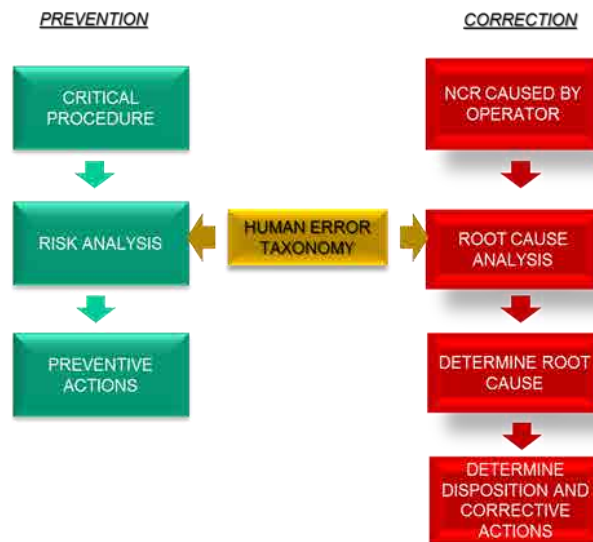 PREVENTION
CORRECTION
CRITICAL
PROCEDURE
NCR CAUSED BY
OPERATOR
RISK ANALYSIS
HUMAN ERROR
TAXONOMY
ROOT CAUSE
ANALYSIS
PREVENTIVE
ACTIONS
DETERMINE ROOT
CAUSE
DETERMINE
DISPOSITION AND
CORRECTIVE
ACTIONS